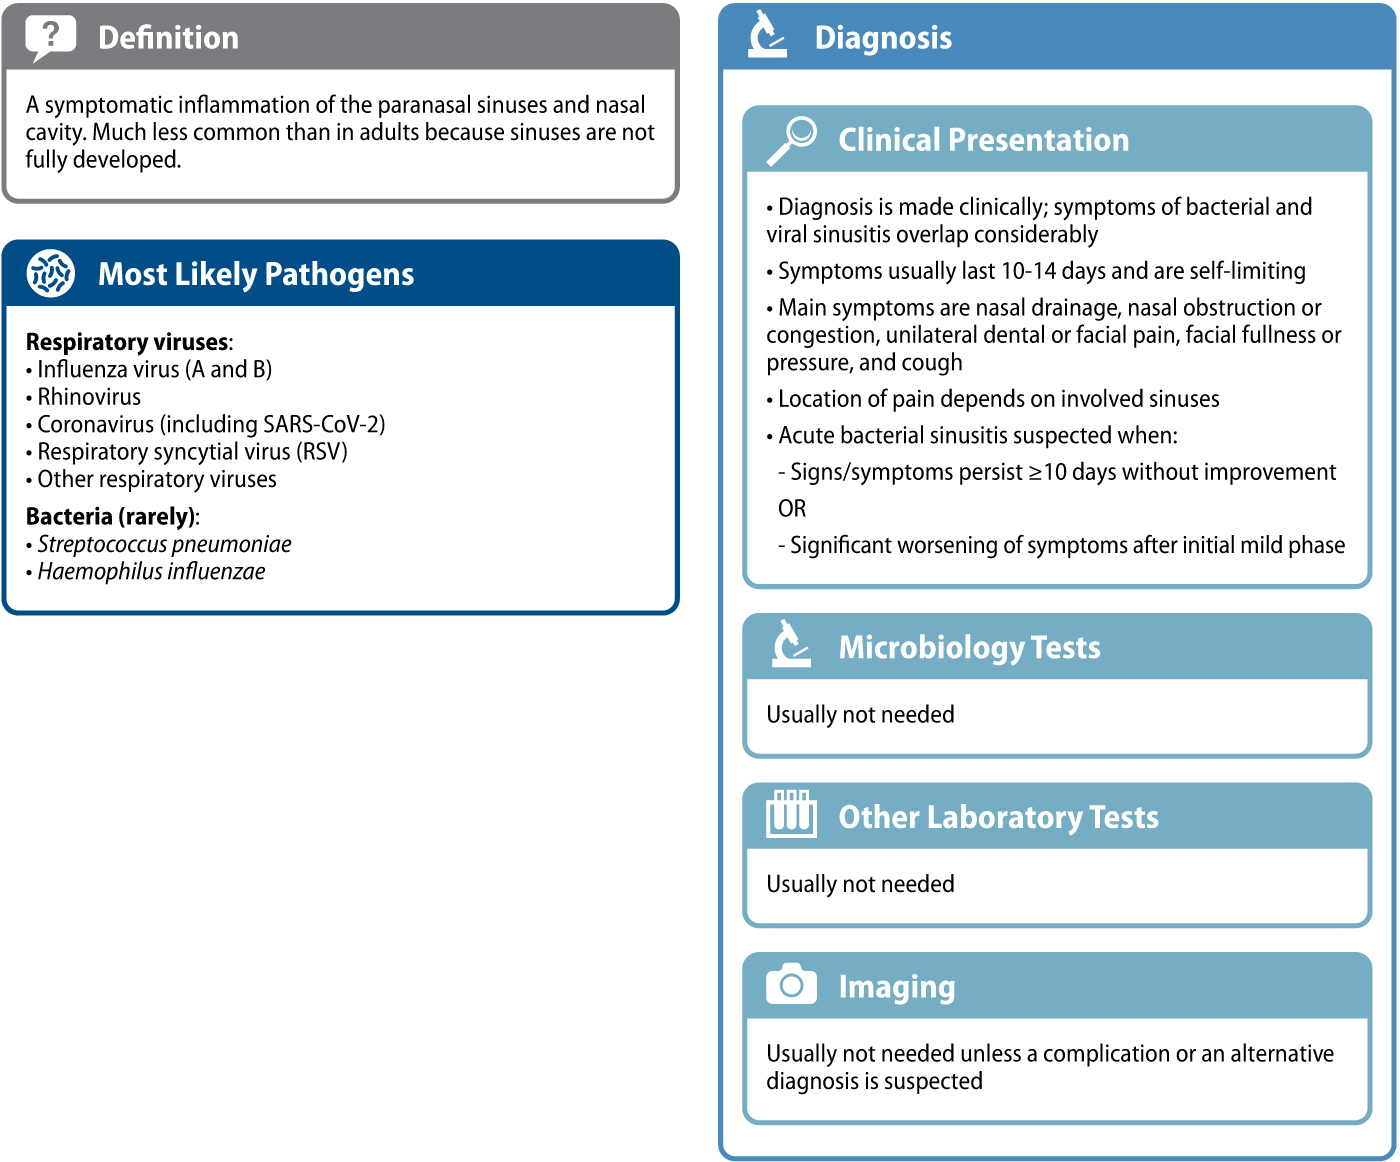 Definition
A symptomatic inflammation of the paranasal sinuses and nasal
cavity. Much less common than in adults because sinuses are not
fully developed.
Most Likely Pathogens
Respiratory viruses:
• Influenza virus (A and B)
• Rhinovirus
• Coronavirus (including SARS-CoV-2)
• Respiratory syncytial virus (RSV)
• Other respiratory viruses
Bacteria (rarely):
• Streptococcus pneumoniae
• Haemophilus influenzae
Diagnosis
Clinical Presentation
• Diagnosis is made clinically; symptoms of bacterial and
viral sinusitis overlap considerably
• Symptoms usually last 10-14 days and are self-limiting
• Main symptoms are nasal drainage, nasal obstruction or
congestion, unilateral dental or facial pain, facial fullness or
pressure, and cough
• Location of pain depends on involved sinuses
• Acute bacterial sinusitis suspected when:
- Signs/symptoms persist ≥10 days without improvement
OR
- Significant worsening of symptoms after initial mild phase
Microbiology Tests
Usually not needed
Other Laboratory Tests
Usually not needed
Imaging
Usually not needed unless a complication or an alternative
diagnosis is suspected